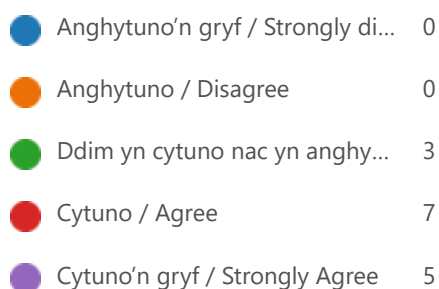 Anghytuno'n gryf / Strongly di... 0
Anghytuno / Disagree 0
Ddim yn cytuno nac yn anghy... 3
Cytuno / Agree 7
Cytuno'n gryf / Strongly Agree 5